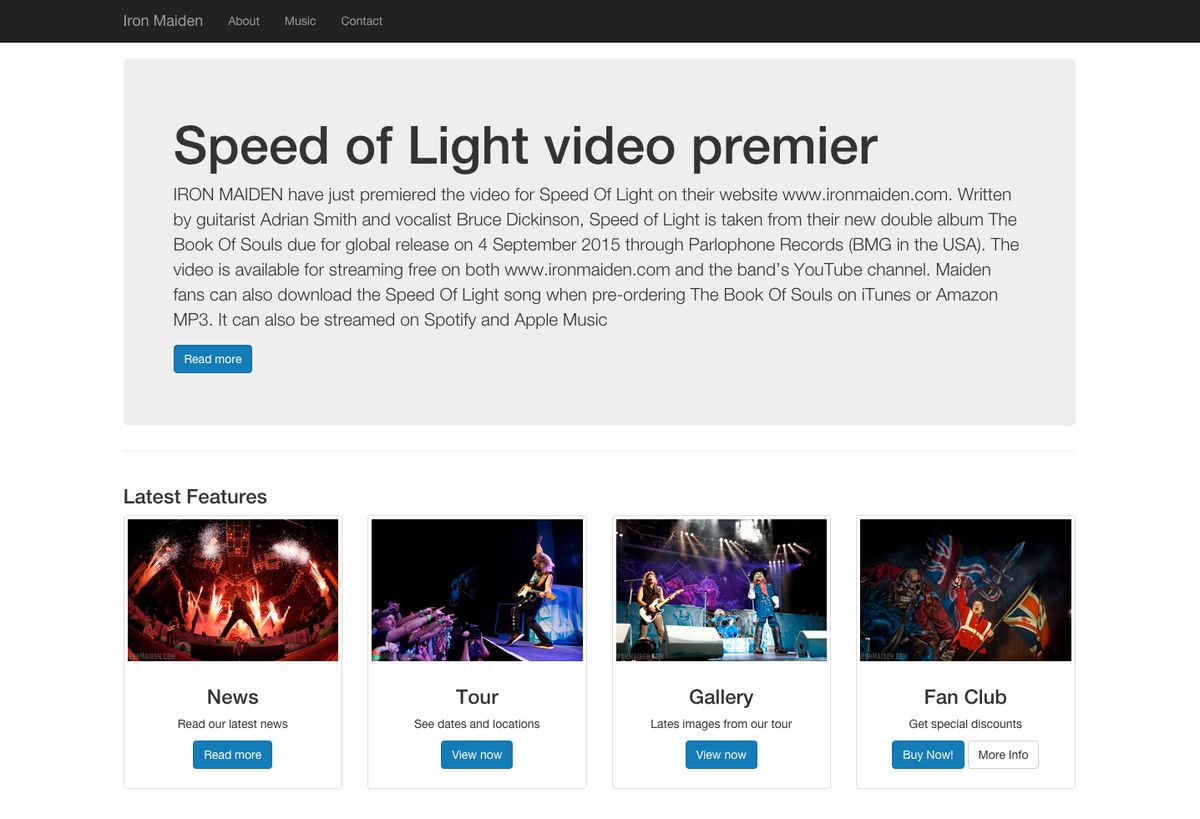 Iron Maiden About Music Contact
Speed of Light video premier
IRON MAIDEN have just premiered the video for Speed Of Light on their website www.ironmaiden.com. Written
by guitarist Adrian Smith and vocalist Bruce Dickinson, Speed of Light is taken from their new double album The
Book Of Souls due for global release on 4 September 2015 through Parlophone Records (BMG in the USA). The
video is available for streaming free on both www.ironmaiden.com and the band’s YouTube channel. Maiden
fans can also download the Speed Of Light song when pre-ordering The Book Of Souls on iTunes or Amazon
MP3. It can also be streamed on Spotify and Apple Music
Read more
Latest Features
News
Read our latest news
Read more
Tour
See dates and locations
View now
Gallery
Lates images from our tour
View now
Fan Club
Get special discounts
Buy Now! More Info